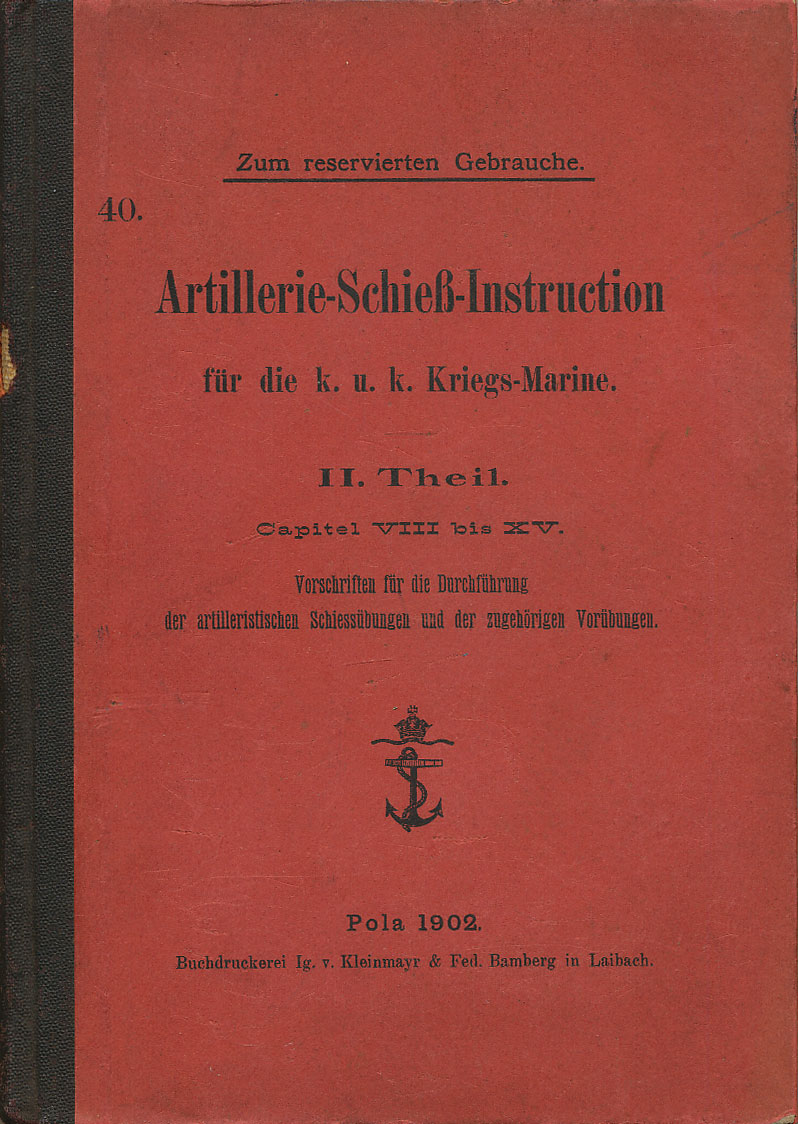 Zum reservierten Gebrauche.
40.
Artillerie-Schieß-Instruction
für die k. u. k. Kriegs-Marine.
II. Theil.
Capitel VIII bis XV.
Vorschriften für die Durchführung
der artilleristischen Schiessübungen und der zugehörigen Vorübungen.
Pola 1902.
Buchdruckerei Ig. v. Kleinmayr & Fed. Bamberg in Laibach.